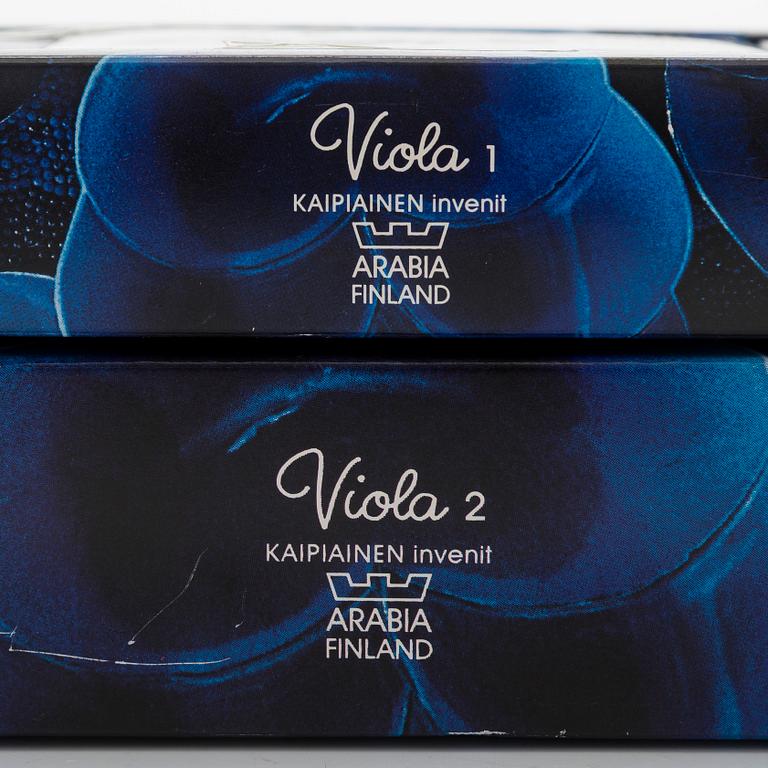 Viola 1
KAIPIAINEN invenit
ARABIA
FINLAND
Viola 2
KAIPIAINEN invenit
ARABIA
FINLAND